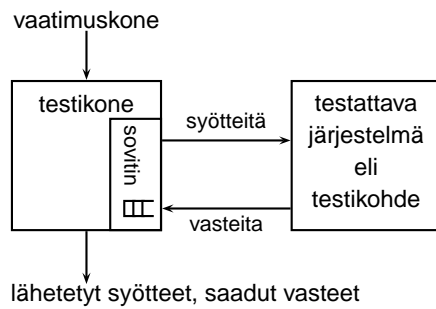 vaatimuskone
testikone
sovitin
syötteitä
vasteita
testattava
järjestelmä
eli
testikohde
lähetetyt syötteet, saadut vasteet